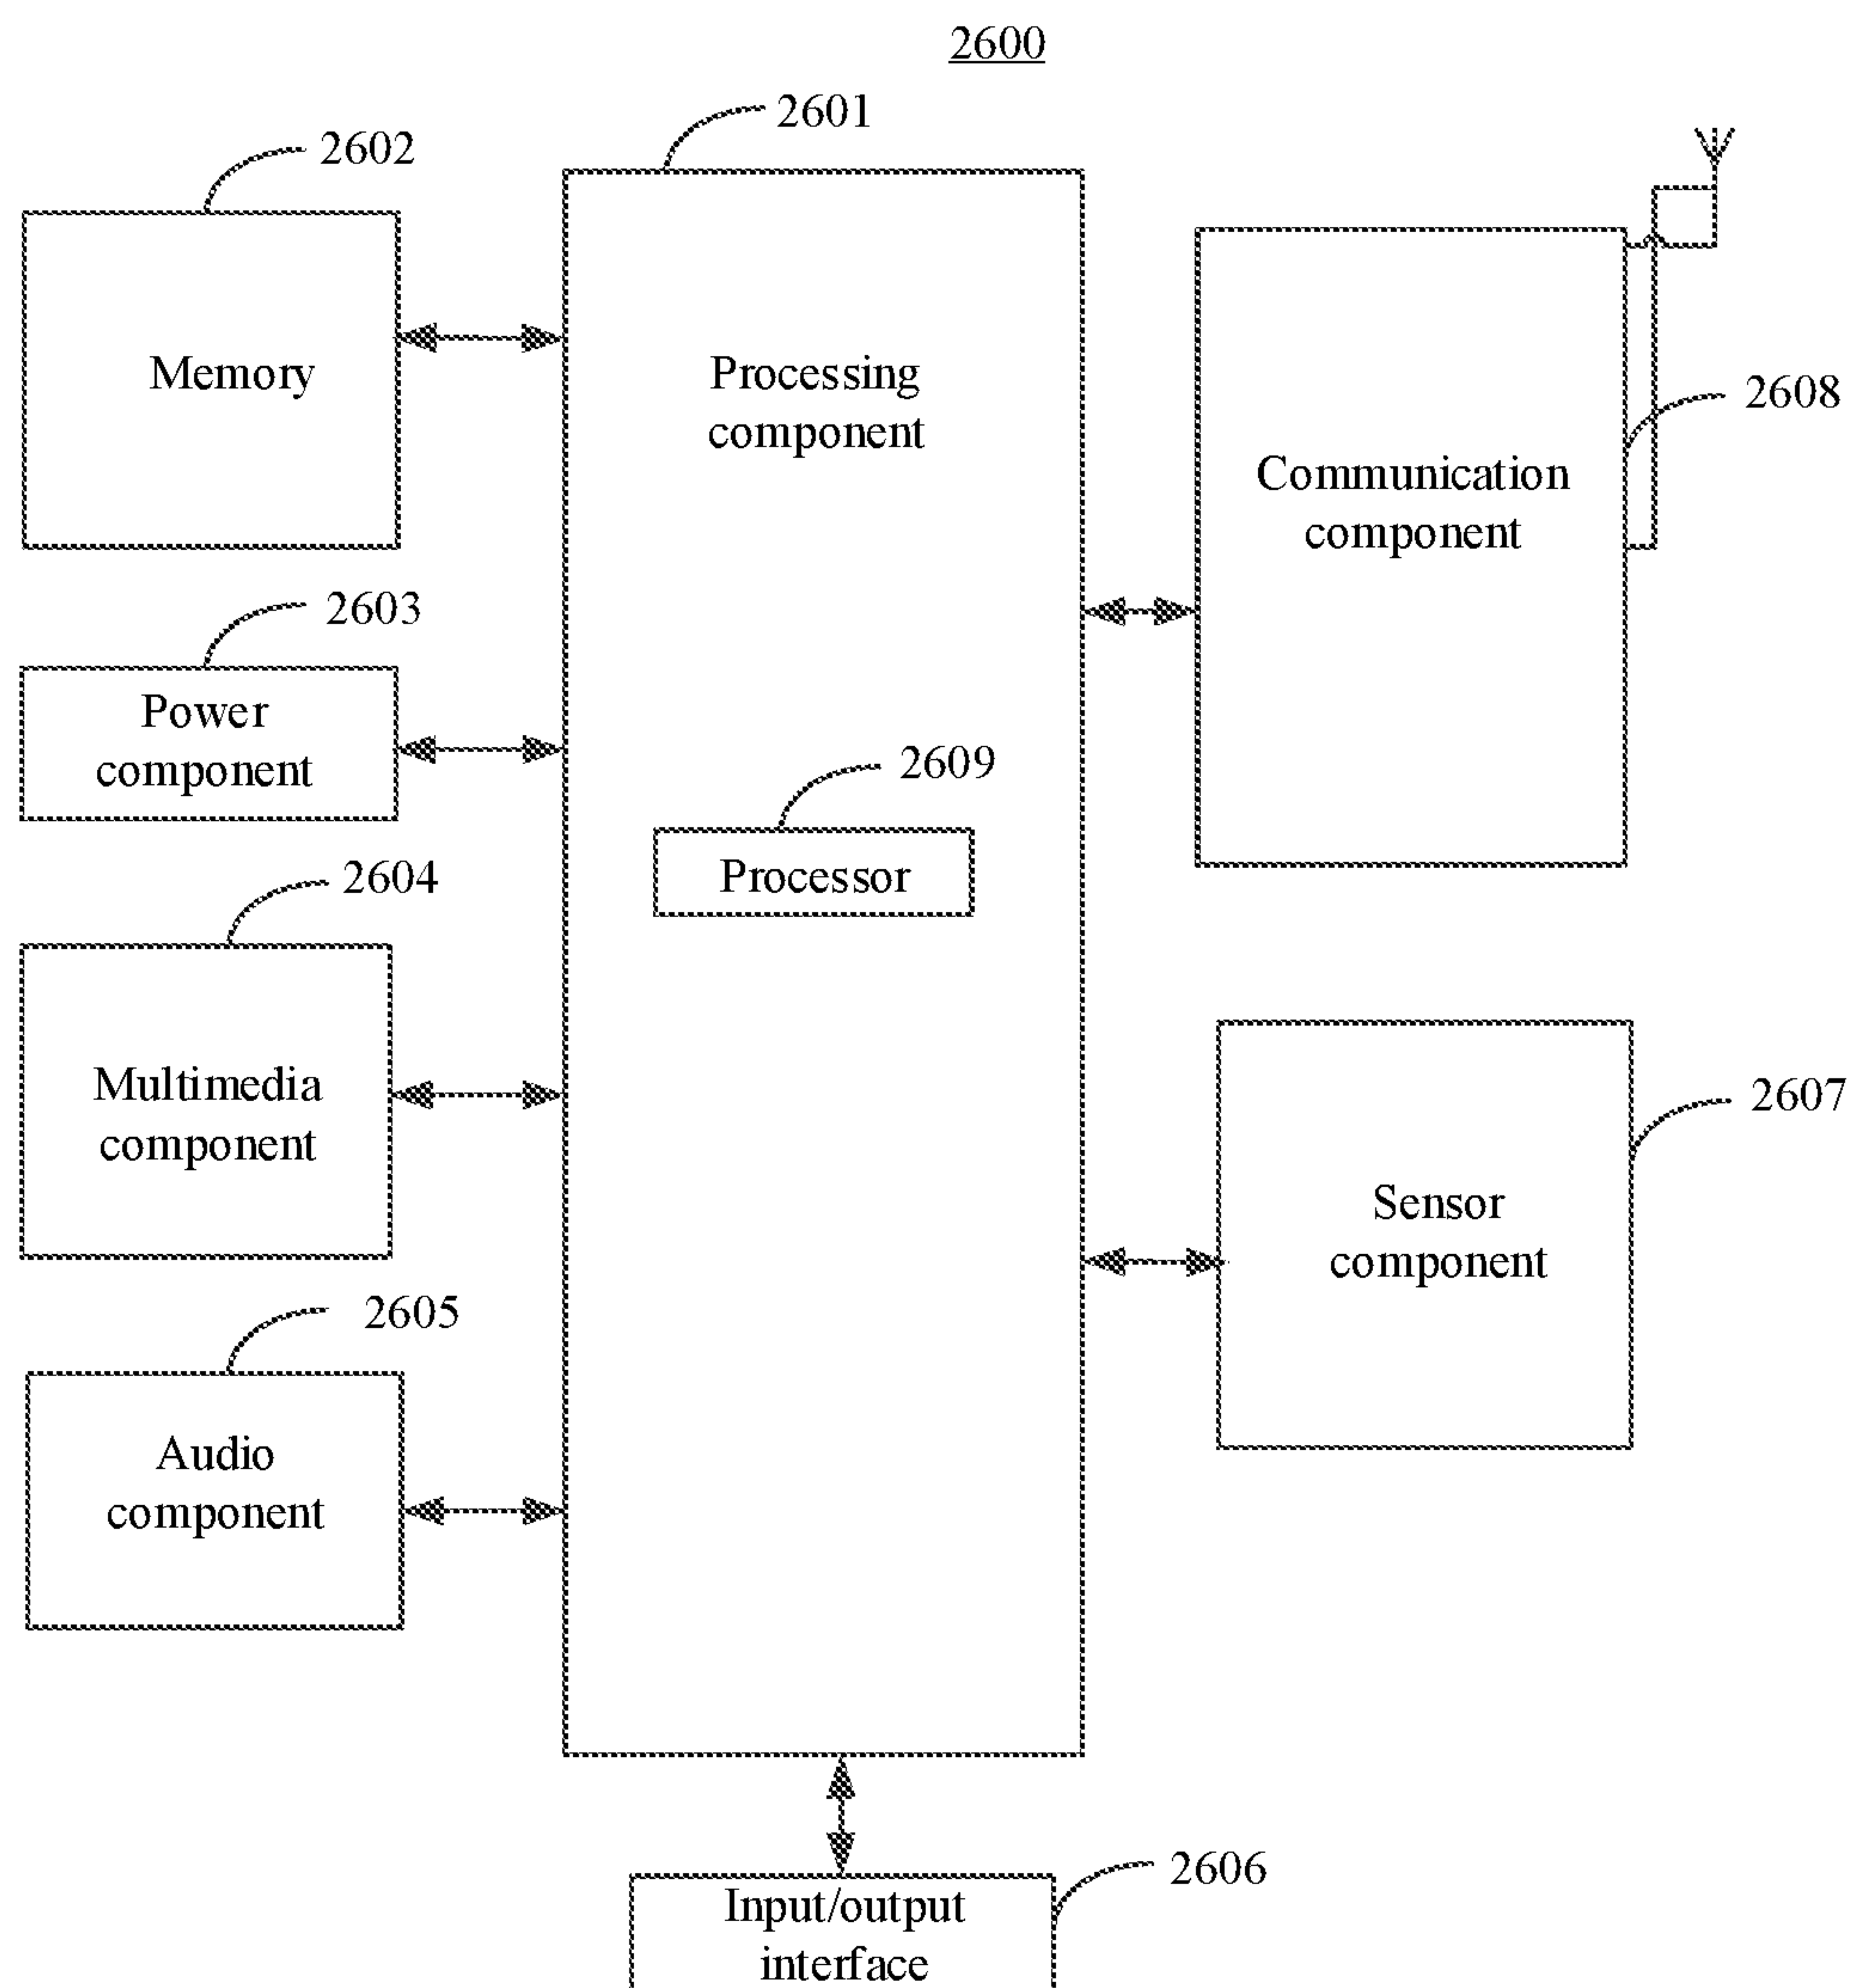 2600
2601
2602
Memory
Processing
component
2608
Communication
component
2603
Power
component
2609
Processor
2604
Multimedia
component
2607
Sensor
component
2605
Audio
component
2606
Input/output
interface